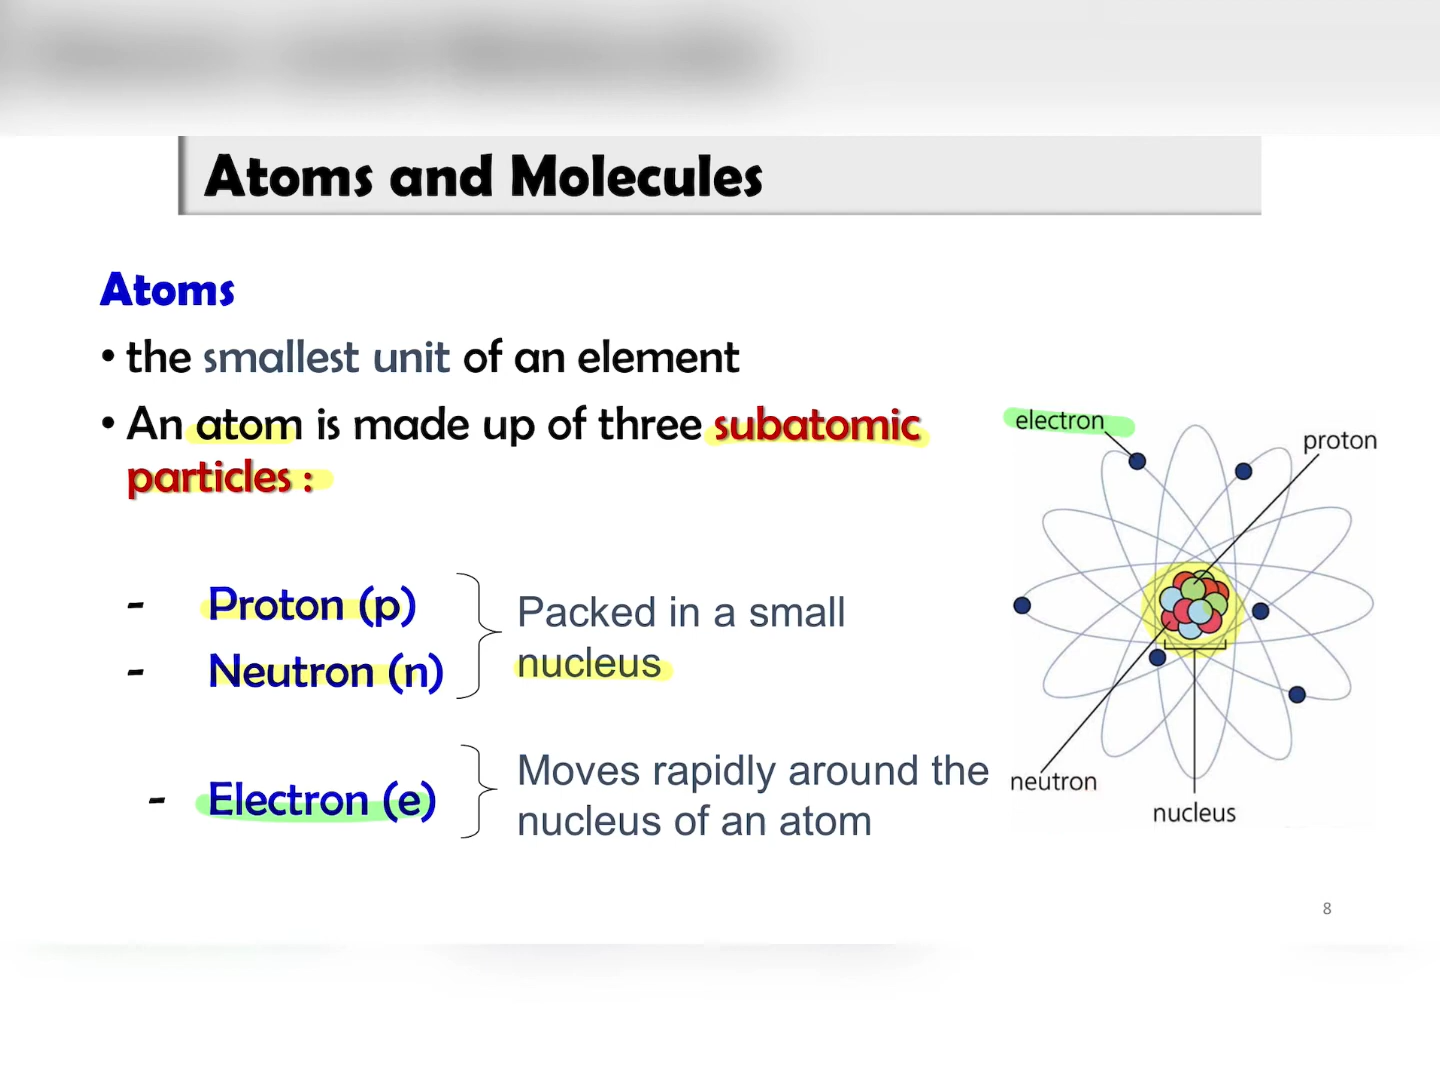 Atoms and Molecules
Atoms
• the smallest unit of an element
• An atom is made up of three subatomic
particles :
- Proton (p)
- Neutron (n)
Packed in a small
nucleus
- Electron (e)
Moves rapidly around the
nucleus of an atom
electron
proton
neutron
nucleus
8